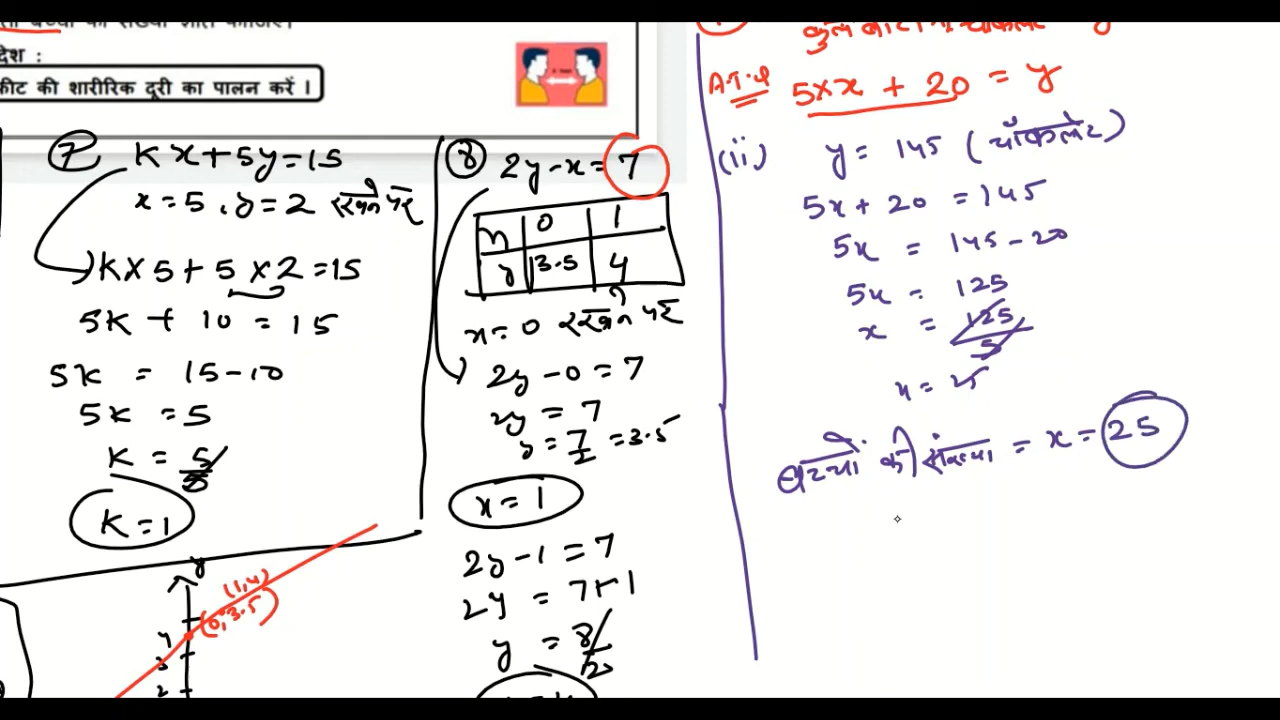 देश :
फीट की शारीरिक दूरी का पालन करें ।
7 kx+5y=15
x=5, y=2 रखने पर
k×5+5×2=15
5k + 10 = 15
5k = 15-10
5k = 5
k = 5/5
k=1
y
(1,4)
(0,3.5)
4
3
2
8 2y-x=7
x 0 1
y 3.5 4
x=0 रखने पर
2y-0=7
2y=7
y=7/2=3.5
x=1
2y-1=7
2y=7+1
y=8/2
A.T.Q
5×x + 20 = y
(ii) y=145 (चॉकलेट)
5x+20=145
5x = 145-20
5x = 125
x = 125/5
x=25
बच्चों की संख्या = x=25